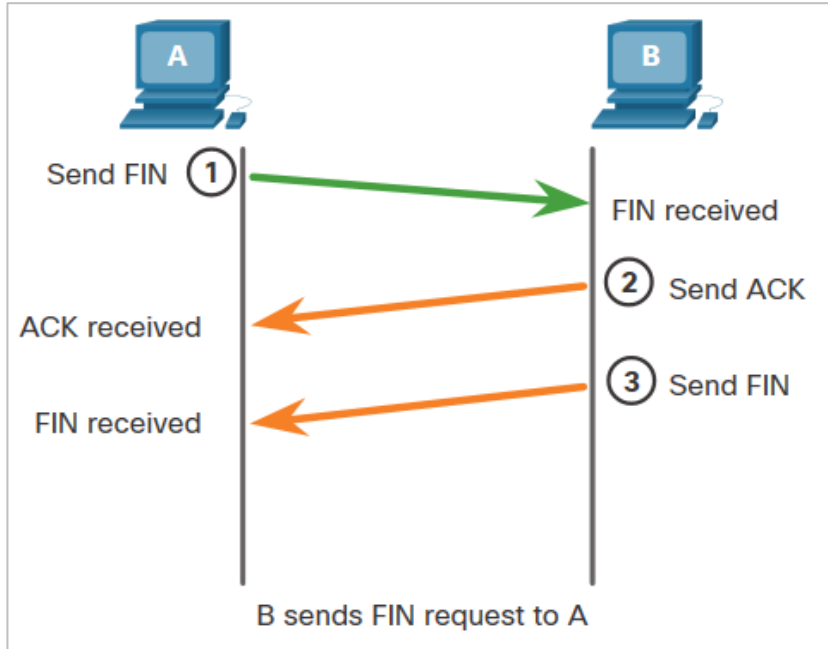 A
B
Send FIN 1
FIN received
2 Send ACK
ACK received
3 Send FIN
FIN received
B sends FIN request to A